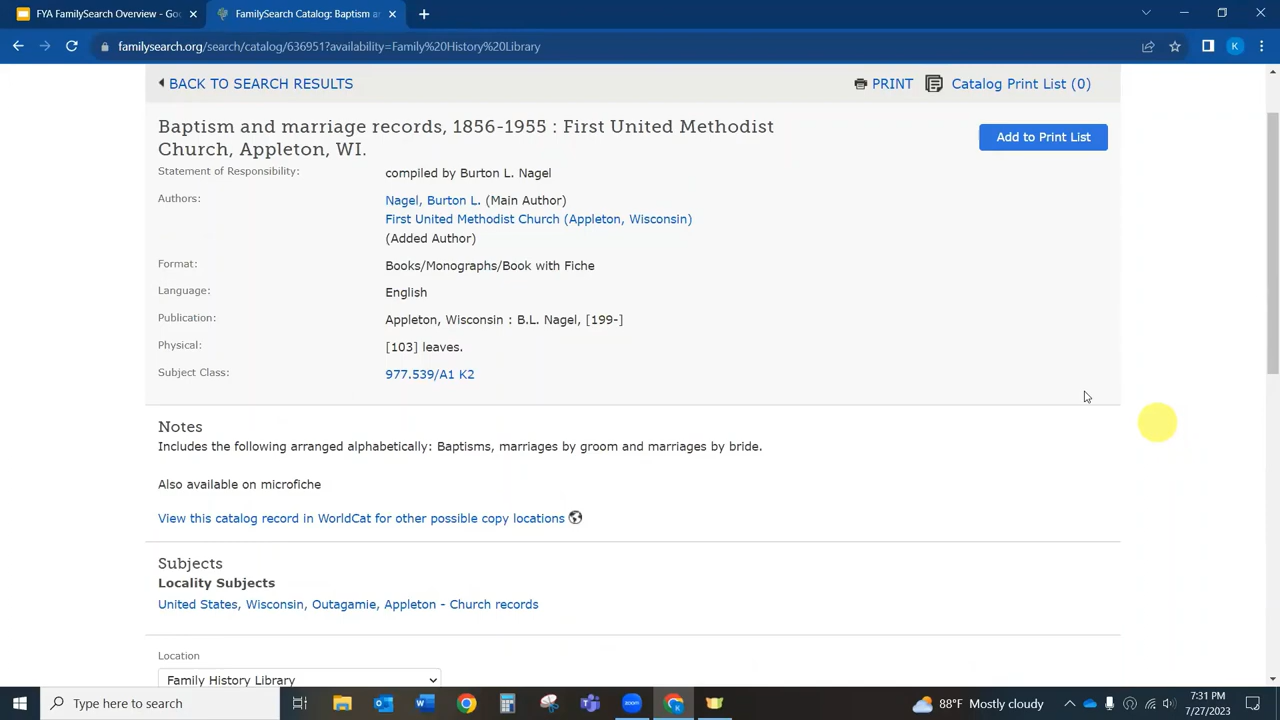 FYA FamilySearch Overview - Goo
FamilySearch Catalog: Baptism a
familysearch.org/search/catalog/636951?availability=Family%20History%20Library
K
BACK TO SEARCH RESULTS
PRINT
Catalog Print List (0)
Baptism and marriage records, 1856-1955 : First United Methodist
Church, Appleton, WI.
Add to Print List
Statement of Responsibility:
compiled by Burton L. Nagel
Authors:
Nagel, Burton L. (Main Author)
First United Methodist Church (Appleton, Wisconsin)
(Added Author)
Format:
Books/Monographs/Book with Fiche
Language:
English
Publication:
Appleton, Wisconsin : B.L. Nagel, [199-]
Physical:
[103] leaves.
Subject Class:
977.539/A1 K2
Notes
Includes the following arranged alphabetically: Baptisms, marriages by groom and marriages by bride.
Also available on microfiche
View this catalog record in WorldCat for other possible copy locations
Subjects
Locality Subjects
United States, Wisconsin, Outagamie, Appleton - Church records
Location
Family History Library
Type here to search
zoom
88°F Mostly cloudy
7:31 PM
7/27/2023